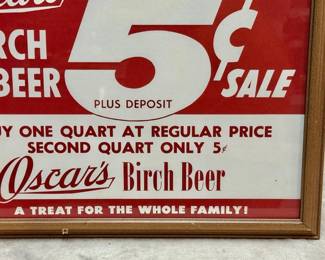 5¢
BEER
SALE
PLUS DEPOSIT
ONE QUART AT REGULAR PRICE
SECOND QUART ONLY 5¢
Oscar's Birch Beer
A TREAT FOR THE WHOLE FAMILY!